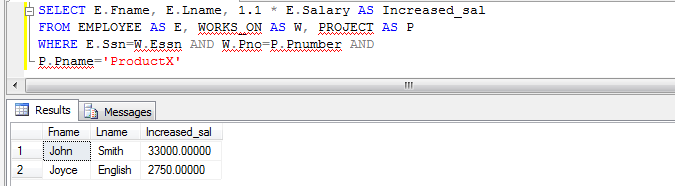 SELECT E.Fname, E.Lname, 1.1 * E.Salary AS Increased_sal
FROM EMPLOYEE AS E, WORKS_ON AS W, PROJECT AS P
WHERE E.Ssn=W.Essn AND W.Pno=P.Pnumber AND
P.Pname='ProductX'
Results Messages
Fname Lname Increased_sal
1 John Smith 33000.00000
2 Joyce English 2750.00000